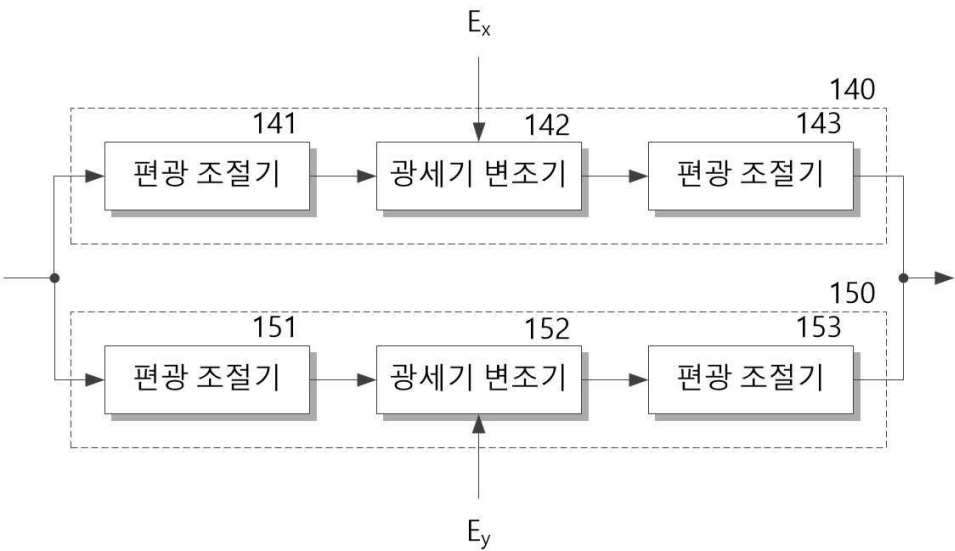 Ex
140
141
142
143
편광 조절기
광세기 변조기
편광 조절기
150
151
152
153
편광 조절기
광세기 변조기
편광 조절기
Ey